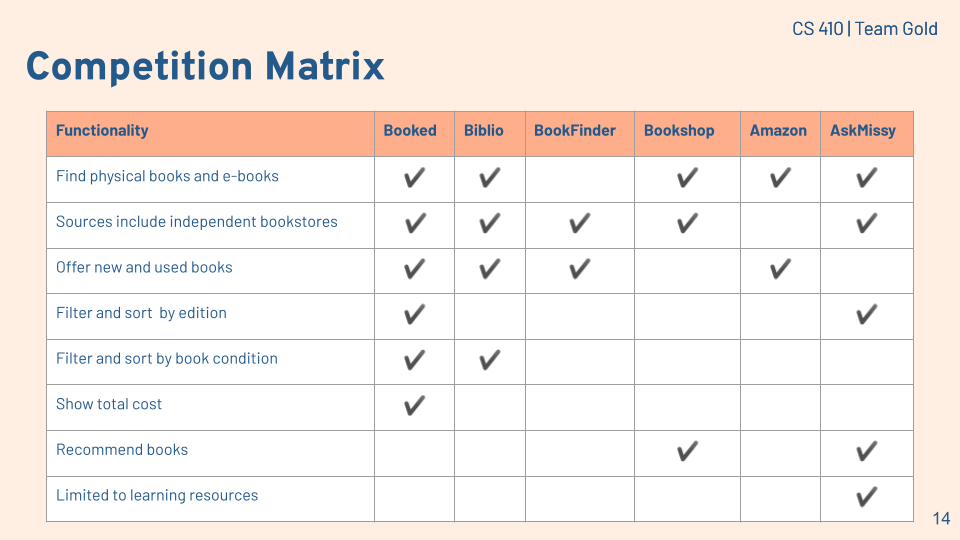 CS 410 | Team Gold
Competition Matrix
Functionality Booked Biblio BookFinder Bookshop Amazon AskMissy
Find physical books and e-books ✔ ✔ ✔ ✔ ✔
Sources include independent bookstores ✔ ✔ ✔ ✔ ✔
Offer new and used books ✔ ✔ ✔ ✔
Filter and sort by edition ✔ ✔
Filter and sort by book condition ✔ ✔
Show total cost ✔
Recommend books ✔ ✔
Limited to learning resources ✔
14